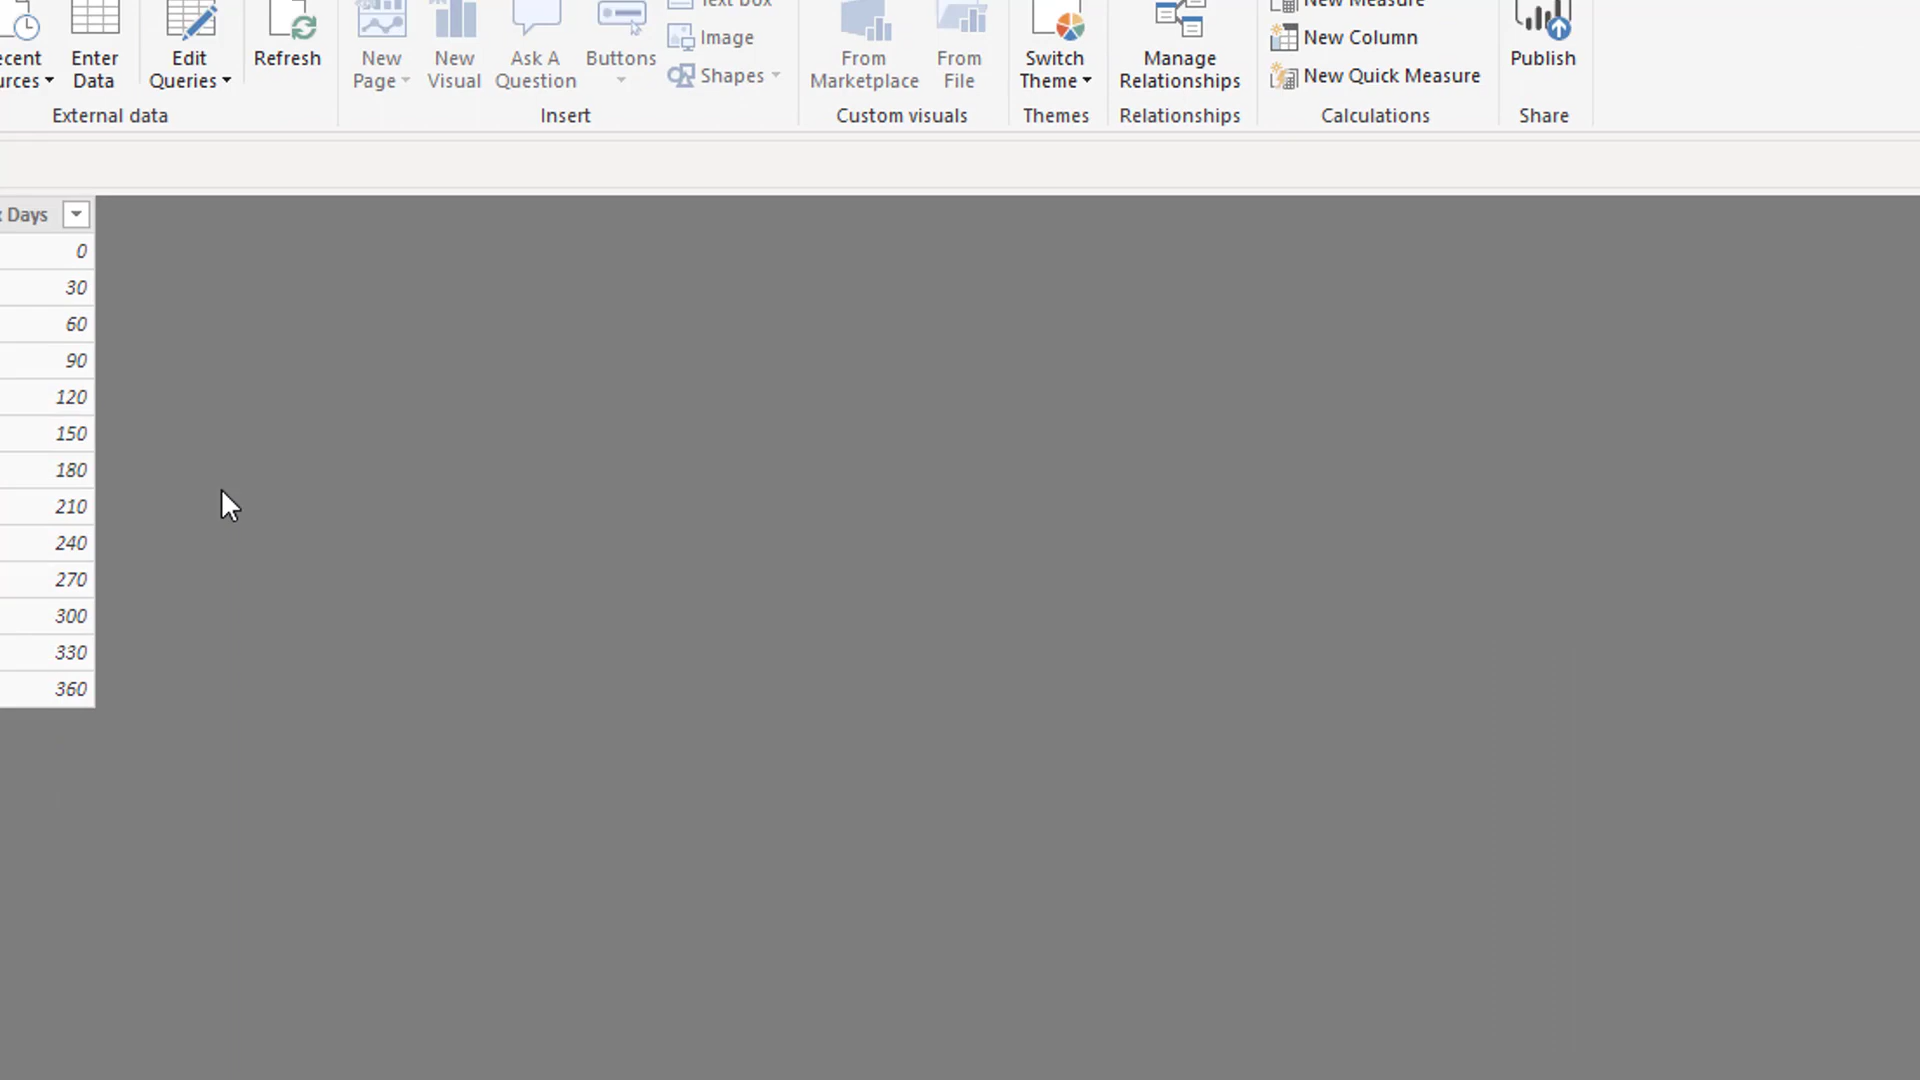 Enter Data
Edit Queries
Refresh
External data
New Page
New Visual
Ask A Question
Buttons
Image
Shapes
Insert
From Marketplace
From File
Custom visuals
Switch Theme
Themes
Manage Relationships
Relationships
New Measure
New Column
New Quick Measure
Calculations
Publish
Share
Days
0
30
60
90
120
150
180
210
240
270
300
330
360